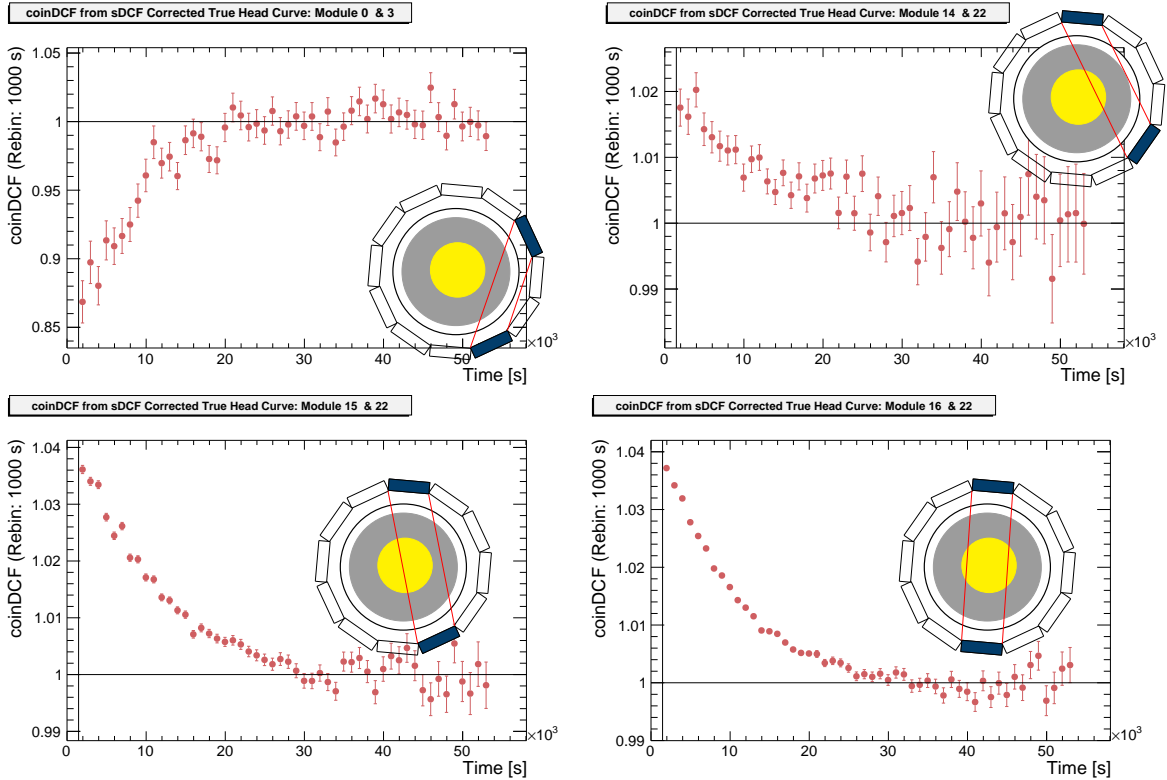 coinDCF from sDCF Corrected True Head Curve: Module 0 & 3
coinDCF (Rebin: 1000 s)
1.05
1
0.95
0.9
0.85
0 10 20 30 40 50
×10³
Time [s]
coinDCF from sDCF Corrected True Head Curve: Module 14 & 22
coinDCF (Rebin: 1000 s)
1.02
1.01
1
0.99
0 10 20 30 40 50
×10³
Time [s]
coinDCF from sDCF Corrected True Head Curve: Module 15 & 22
coinDCF (Rebin: 1000 s)
1.04
1.03
1.02
1.01
1
0.99
0 10 20 30 40 50
×10³
Time [s]
coinDCF from sDCF Corrected True Head Curve: Module 16 & 22
coinDCF (Rebin: 1000 s)
1.04
1.03
1.02
1.01
1
0.99
0 10 20 30 40 50
×10³
Time [s]